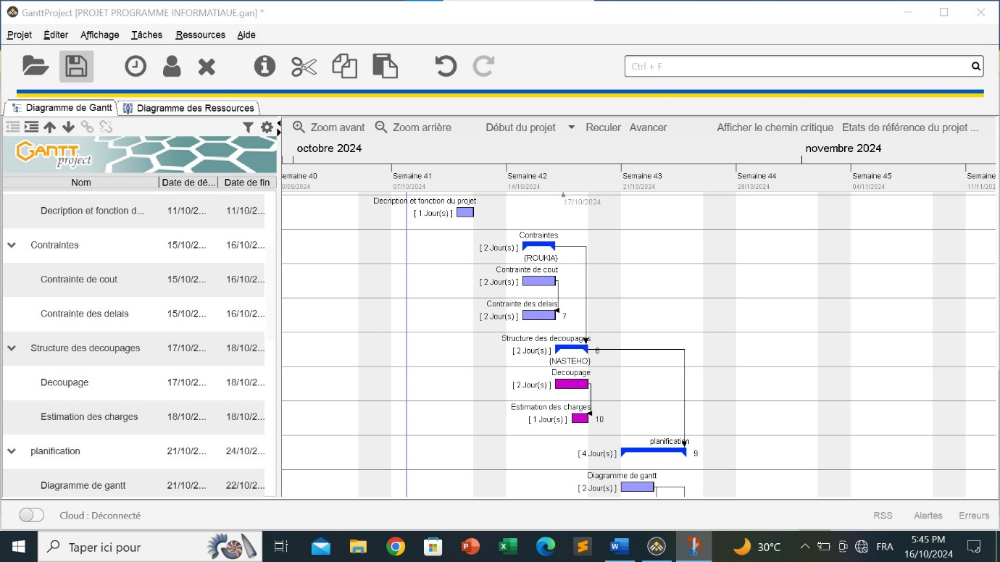 GanttProject [PROJET PROGRAMME INFORMATIAUE.gan] *
Projet Éditer Affichage Tâches Ressources Aide
Ctrl + F
Diagramme de Gantt Diagramme des Ressources
Zoom avant Zoom arrière Début du projet Reculer Avancer Afficher le chemin critique Etats de référence du projet ...
GANTT project
octobre 2024 novembre 2024
Nom Date de dé... Date de fin
emaine 40 Semaine 41 Semaine 42 Semaine 43 Semaine 44 Semaine 45 Semaine
0/09/2024 07/10/2024 14/10/2024 21/10/2024 28/10/2024 04/11/2024 11/11/202
17/10/2024
Decription et fonction d... 11/10/2... 11/10/2...
Contraintes 15/10/2... 16/10/2...
Contrainte de cout 15/10/2... 16/10/2...
Contrainte des delais 15/10/2... 16/10/2...
Structure des decoupages 17/10/2... 18/10/2...
Decoupage 17/10/2... 18/10/2...
Estimation des charges 18/10/2... 18/10/2...
planification 21/10/2... 24/10/2...
Diagramme de gantt 21/10/2... 22/10/2...
Decription et fonction du projet
[ 1 Jour(s) ]
Contraintes
[ 2 Jour(s) ]
{ROUKIA}
Contrainte de cout
[ 2 Jour(s) ]
Contrainte des delais
[ 2 Jour(s) ] 7
Structure des decoupages
[ 2 Jour(s) ] 6
{NASTEHO}
Decoupage
[ 2 Jour(s) ]
Estimation des charges
[ 1 Jour(s) ] 10
planification
[ 4 Jour(s) ] 9
Diagramme de gantt
[ 2 Jour(s) ]
Cloud : Déconnecté RSS Alertes Erreurs
Taper ici pour 30°C FRA 5:45 PM
16/10/2024